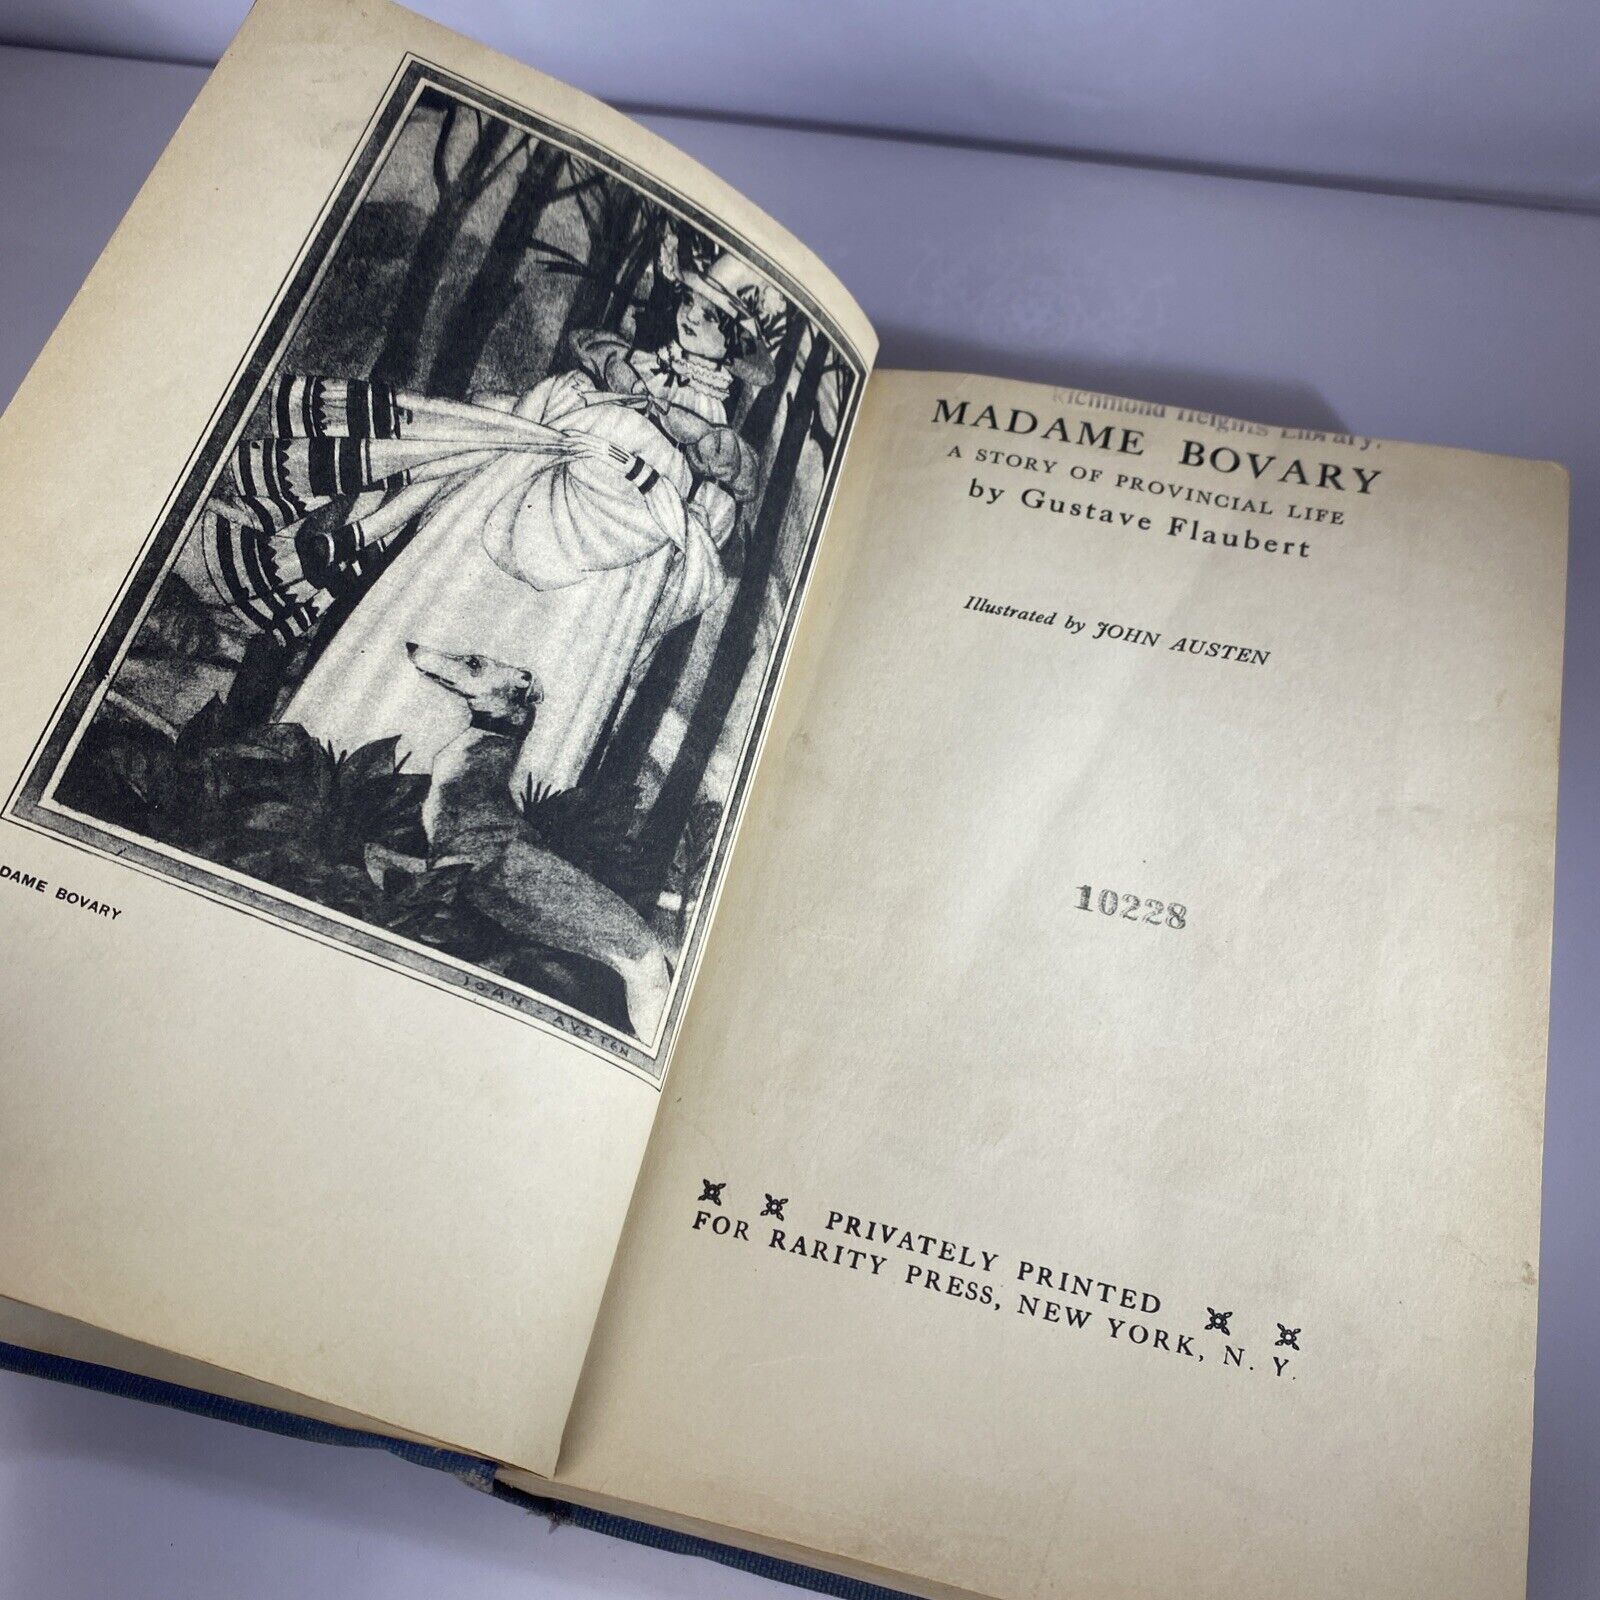 DAME BOVARY
JOHN AUSTEN
Richmond Heights Library.
MADAME BOVARY
A STORY OF PROVINCIAL LIFE
by Gustave Flaubert
Illustrated by JOHN AUSTEN
10228
PRIVATELY PRINTED
FOR RARITY PRESS, NEW YORK, N. Y.